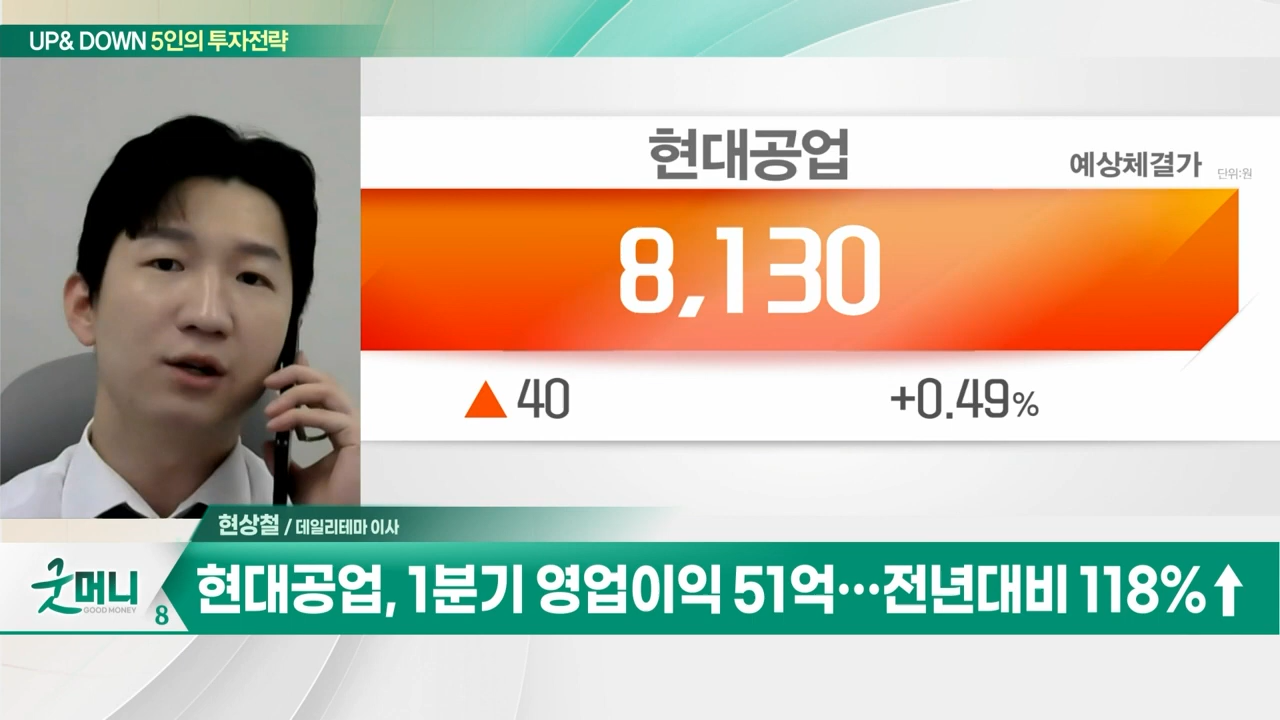 UP& DOWN 5인의 투자전략
현대공업
예상체결가 단위:원
8,130
▲ 40 +0.49%
현상철 / 데일리테마 이사
굿머니
GOOD MONEY
8
현대공업, 1분기 영업이익 51억…전년대비 118%↑